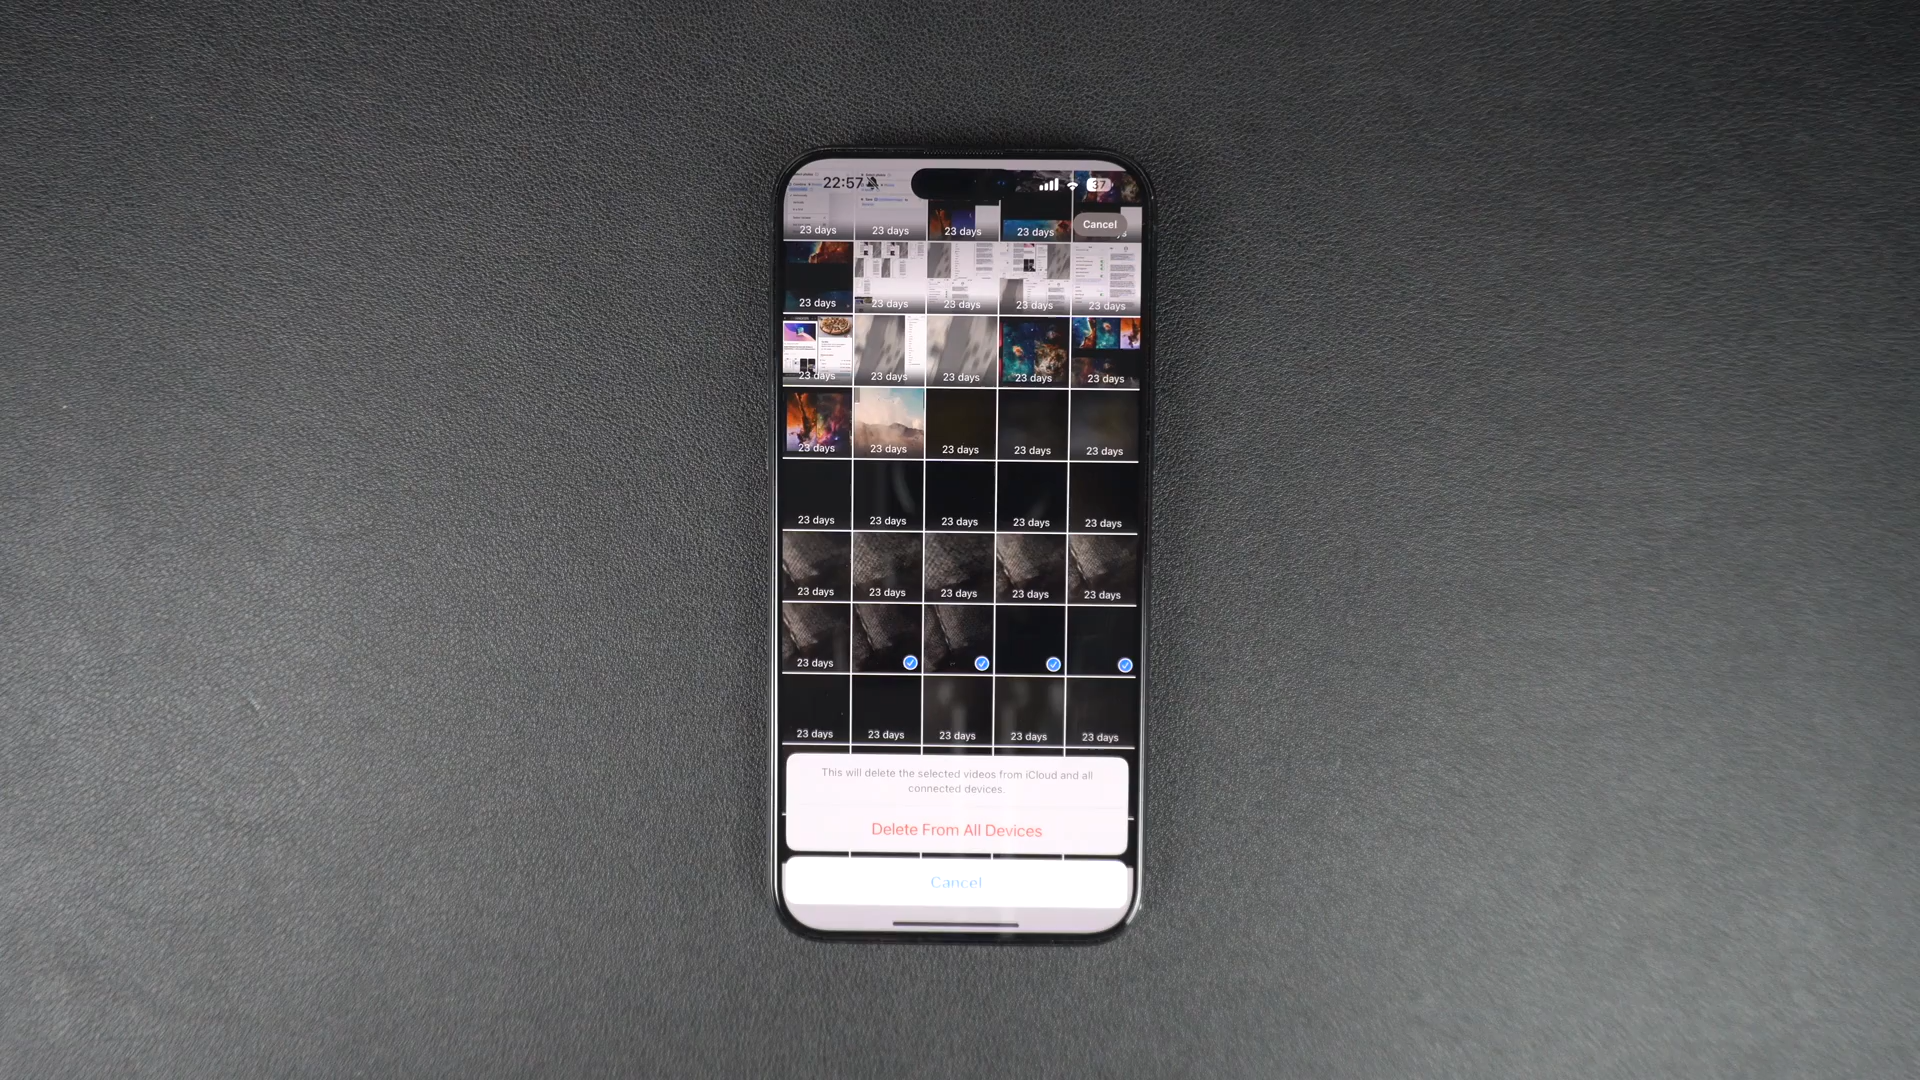 22:57 37
Cancel
23 days 23 days 23 days 23 days
23 days 23 days 23 days 23 days 23 days
23 days 23 days 23 days 23 days 23 days
23 days 23 days 23 days 23 days 23 days
23 days 23 days 23 days 23 days 23 days
23 days 23 days 23 days 23 days 23 days
23 days
23 days 23 days 23 days 23 days 23 days
This will delete the selected videos from iCloud and all
connected devices.
Delete From All Devices
Cancel